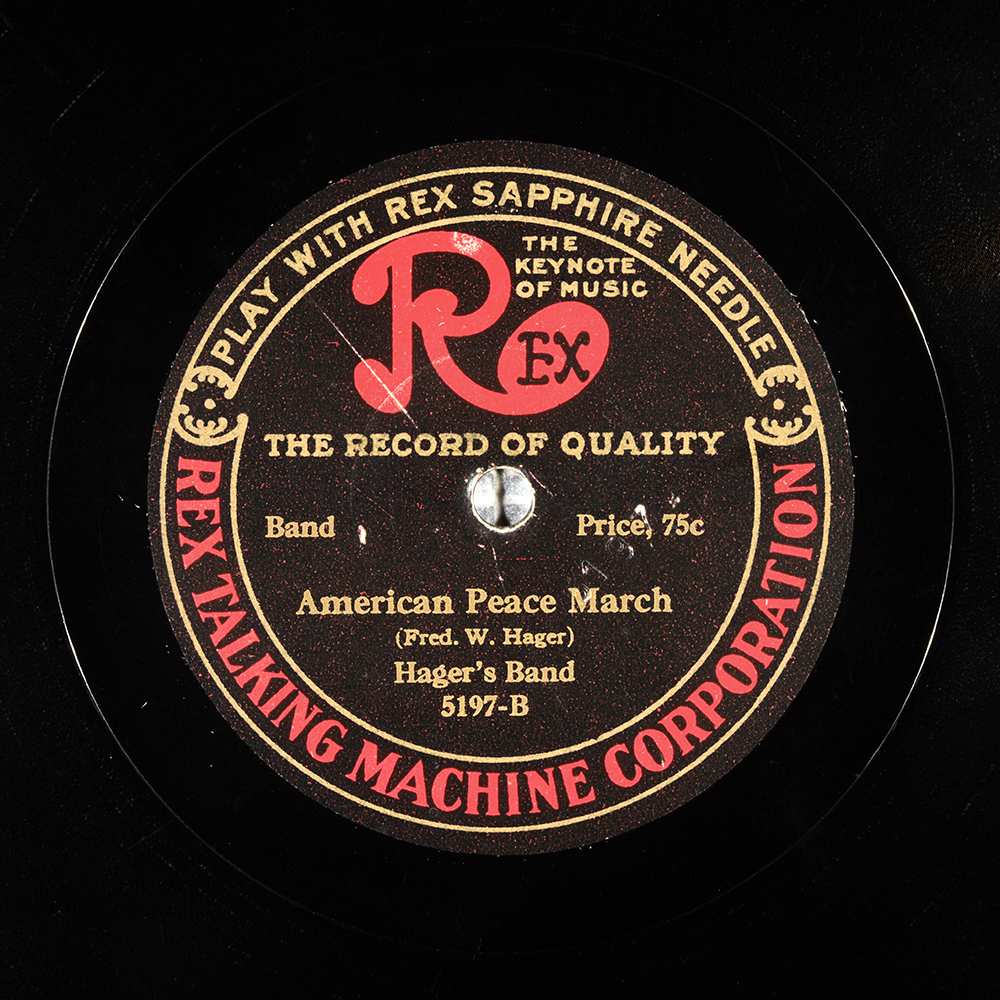 PLAY WITH REX SAPPHIRE NEEDLE
Rex
THE
KEYNOTE
OF MUSIC
THE RECORD OF QUALITY
Band Price, 75c
American Peace March
(Fred. W. Hager)
Hager's Band
5197-B
REX TALKING MACHINE CORPORATION